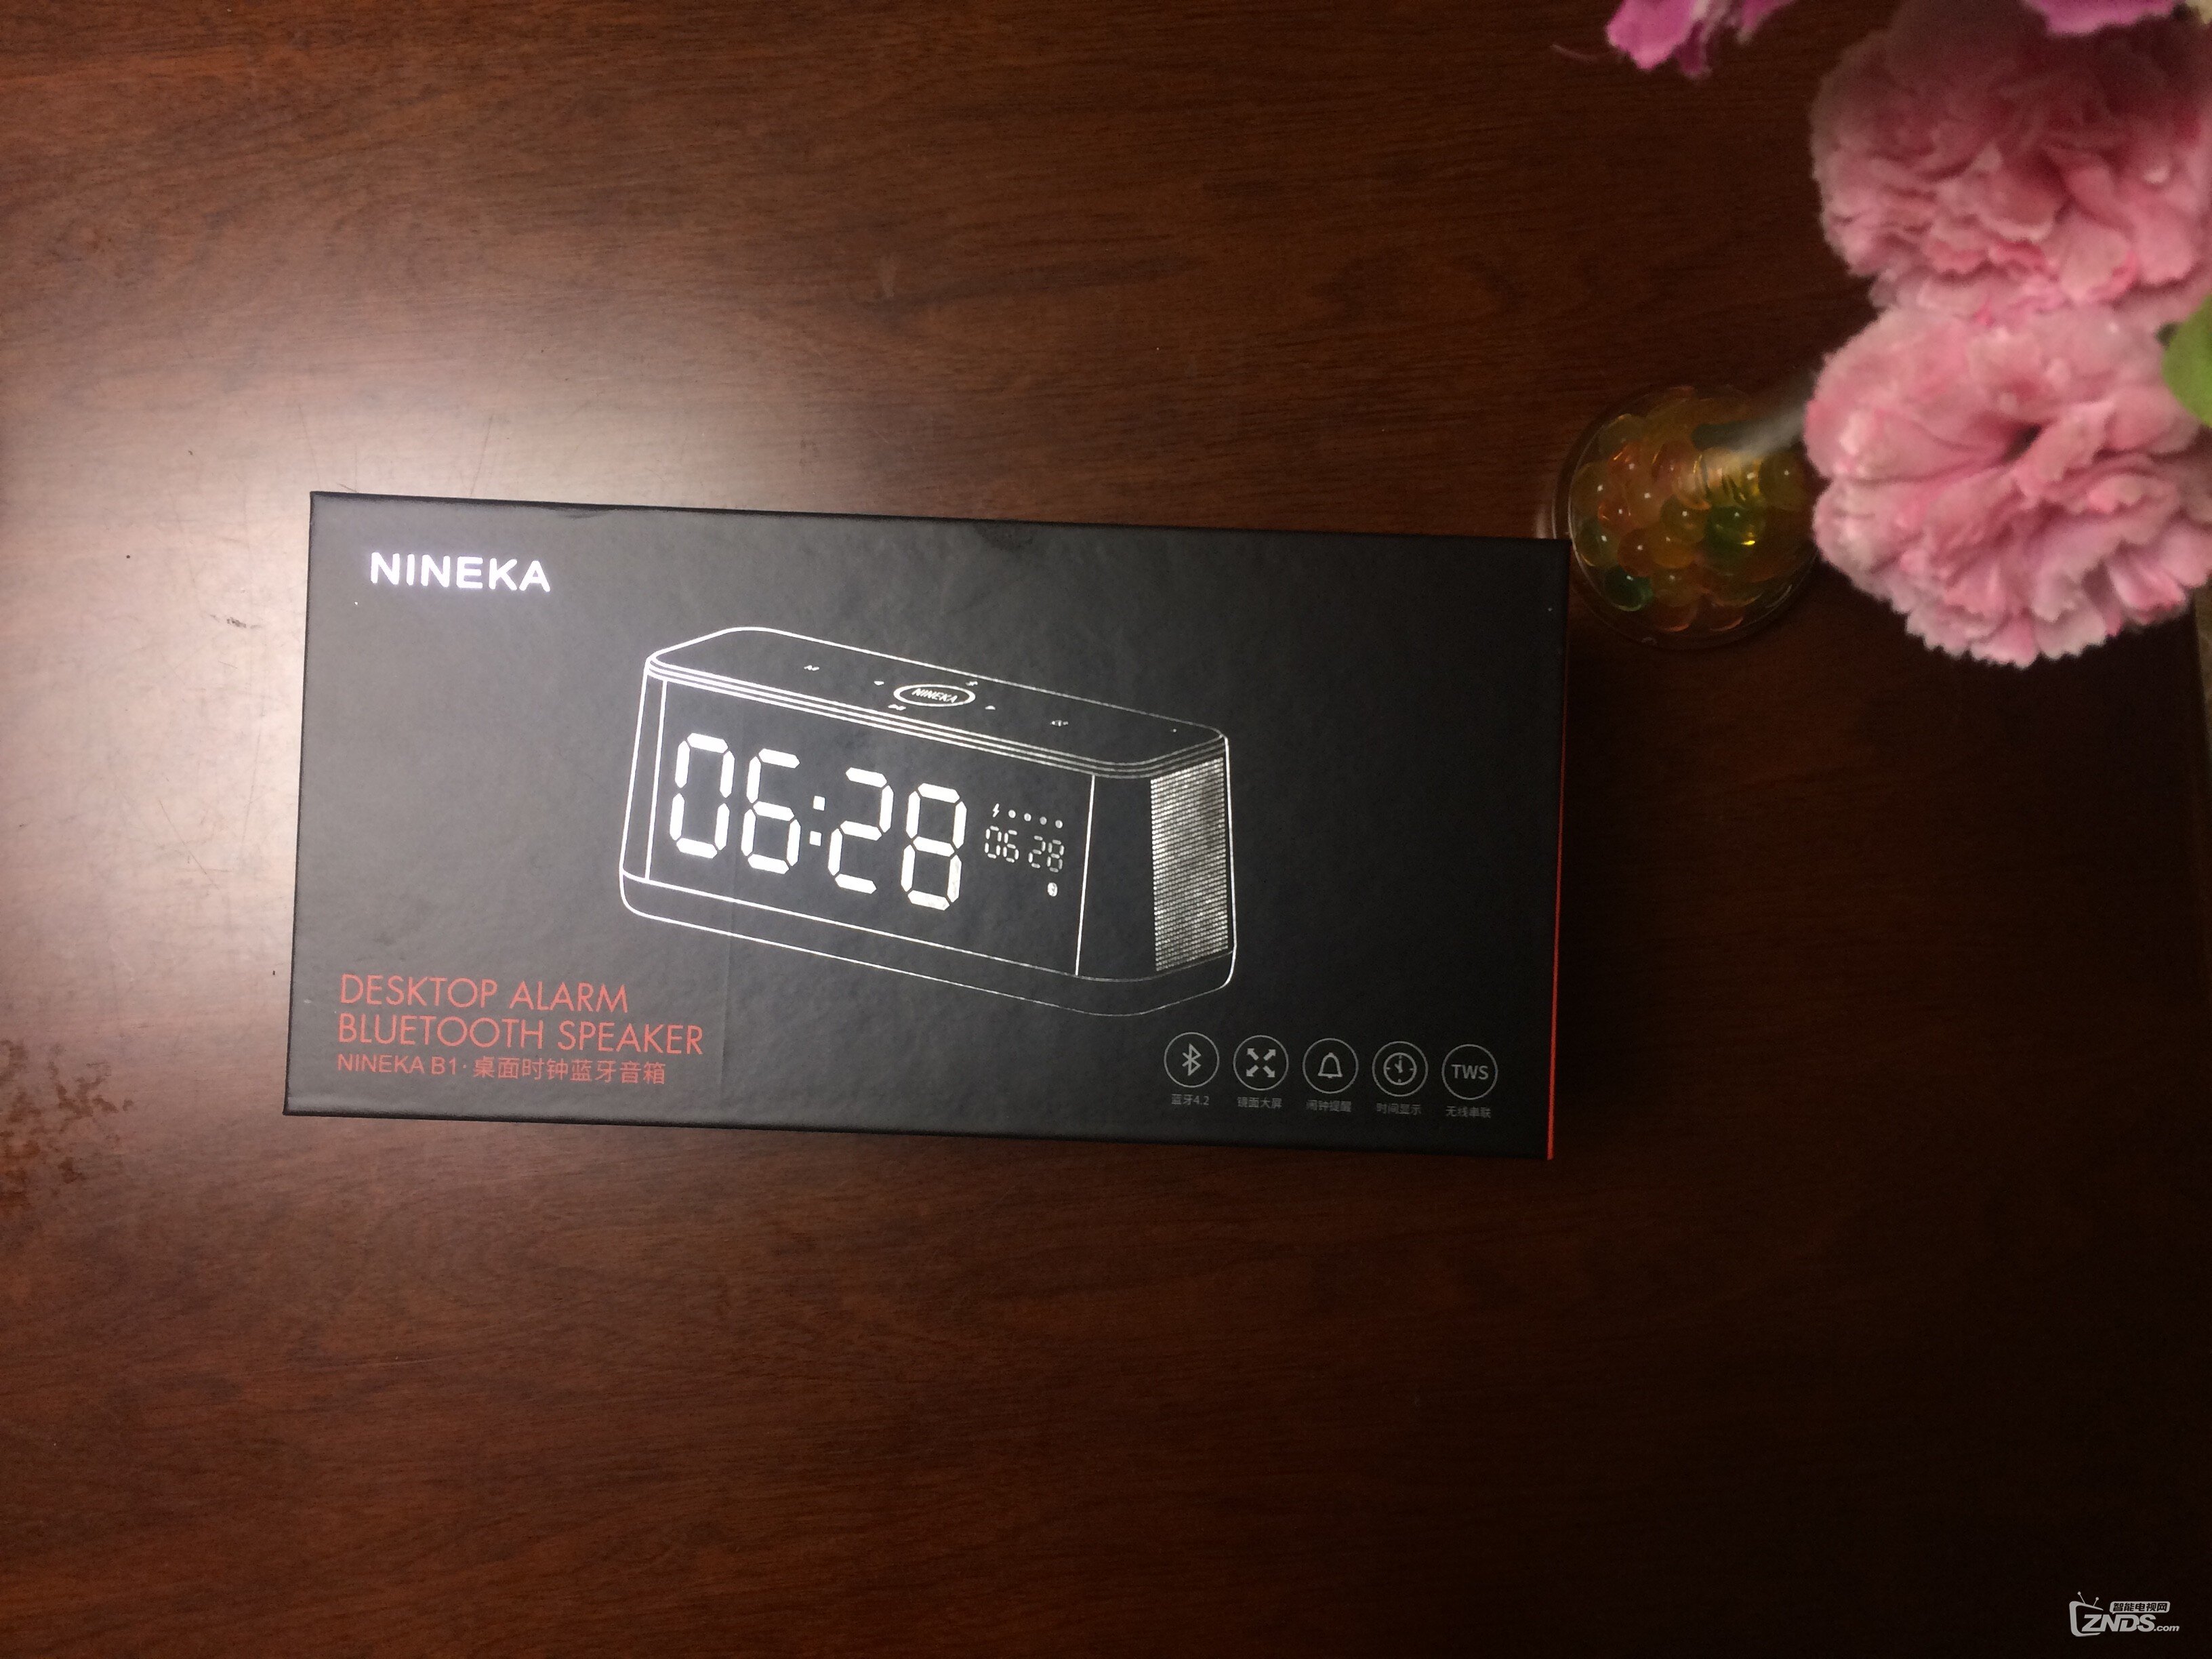 NINEKA
NINEKA
06:28
06 28
DESKTOP ALARM
BLUETOOTH SPEAKER
NINEKA B1·桌面时钟蓝牙音箱
TWS
蓝牙4.2 镜面大屏 闹钟提醒 时间显示 无线串联
智能电视网
ZNDS.com